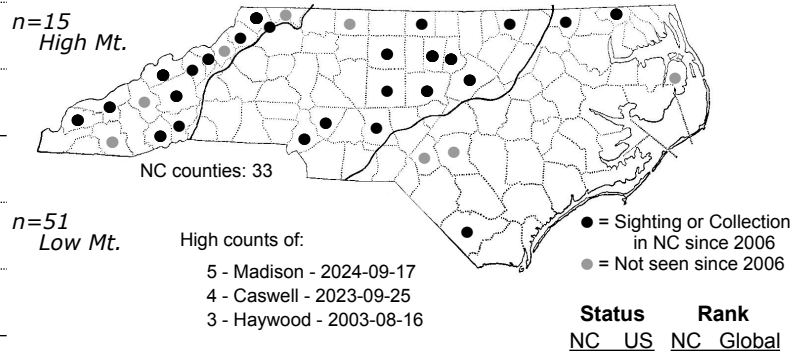 n=15
High Mt.
NC counties: 33
n=51
Low Mt.
High counts of:
5 - Madison - 2024-09-17
4 - Caswell - 2023-09-25
3 - Haywood - 2003-08-16
= Sighting or Collection
in NC since 2006
= Not seen since 2006
Status Rank
NC US NC Global